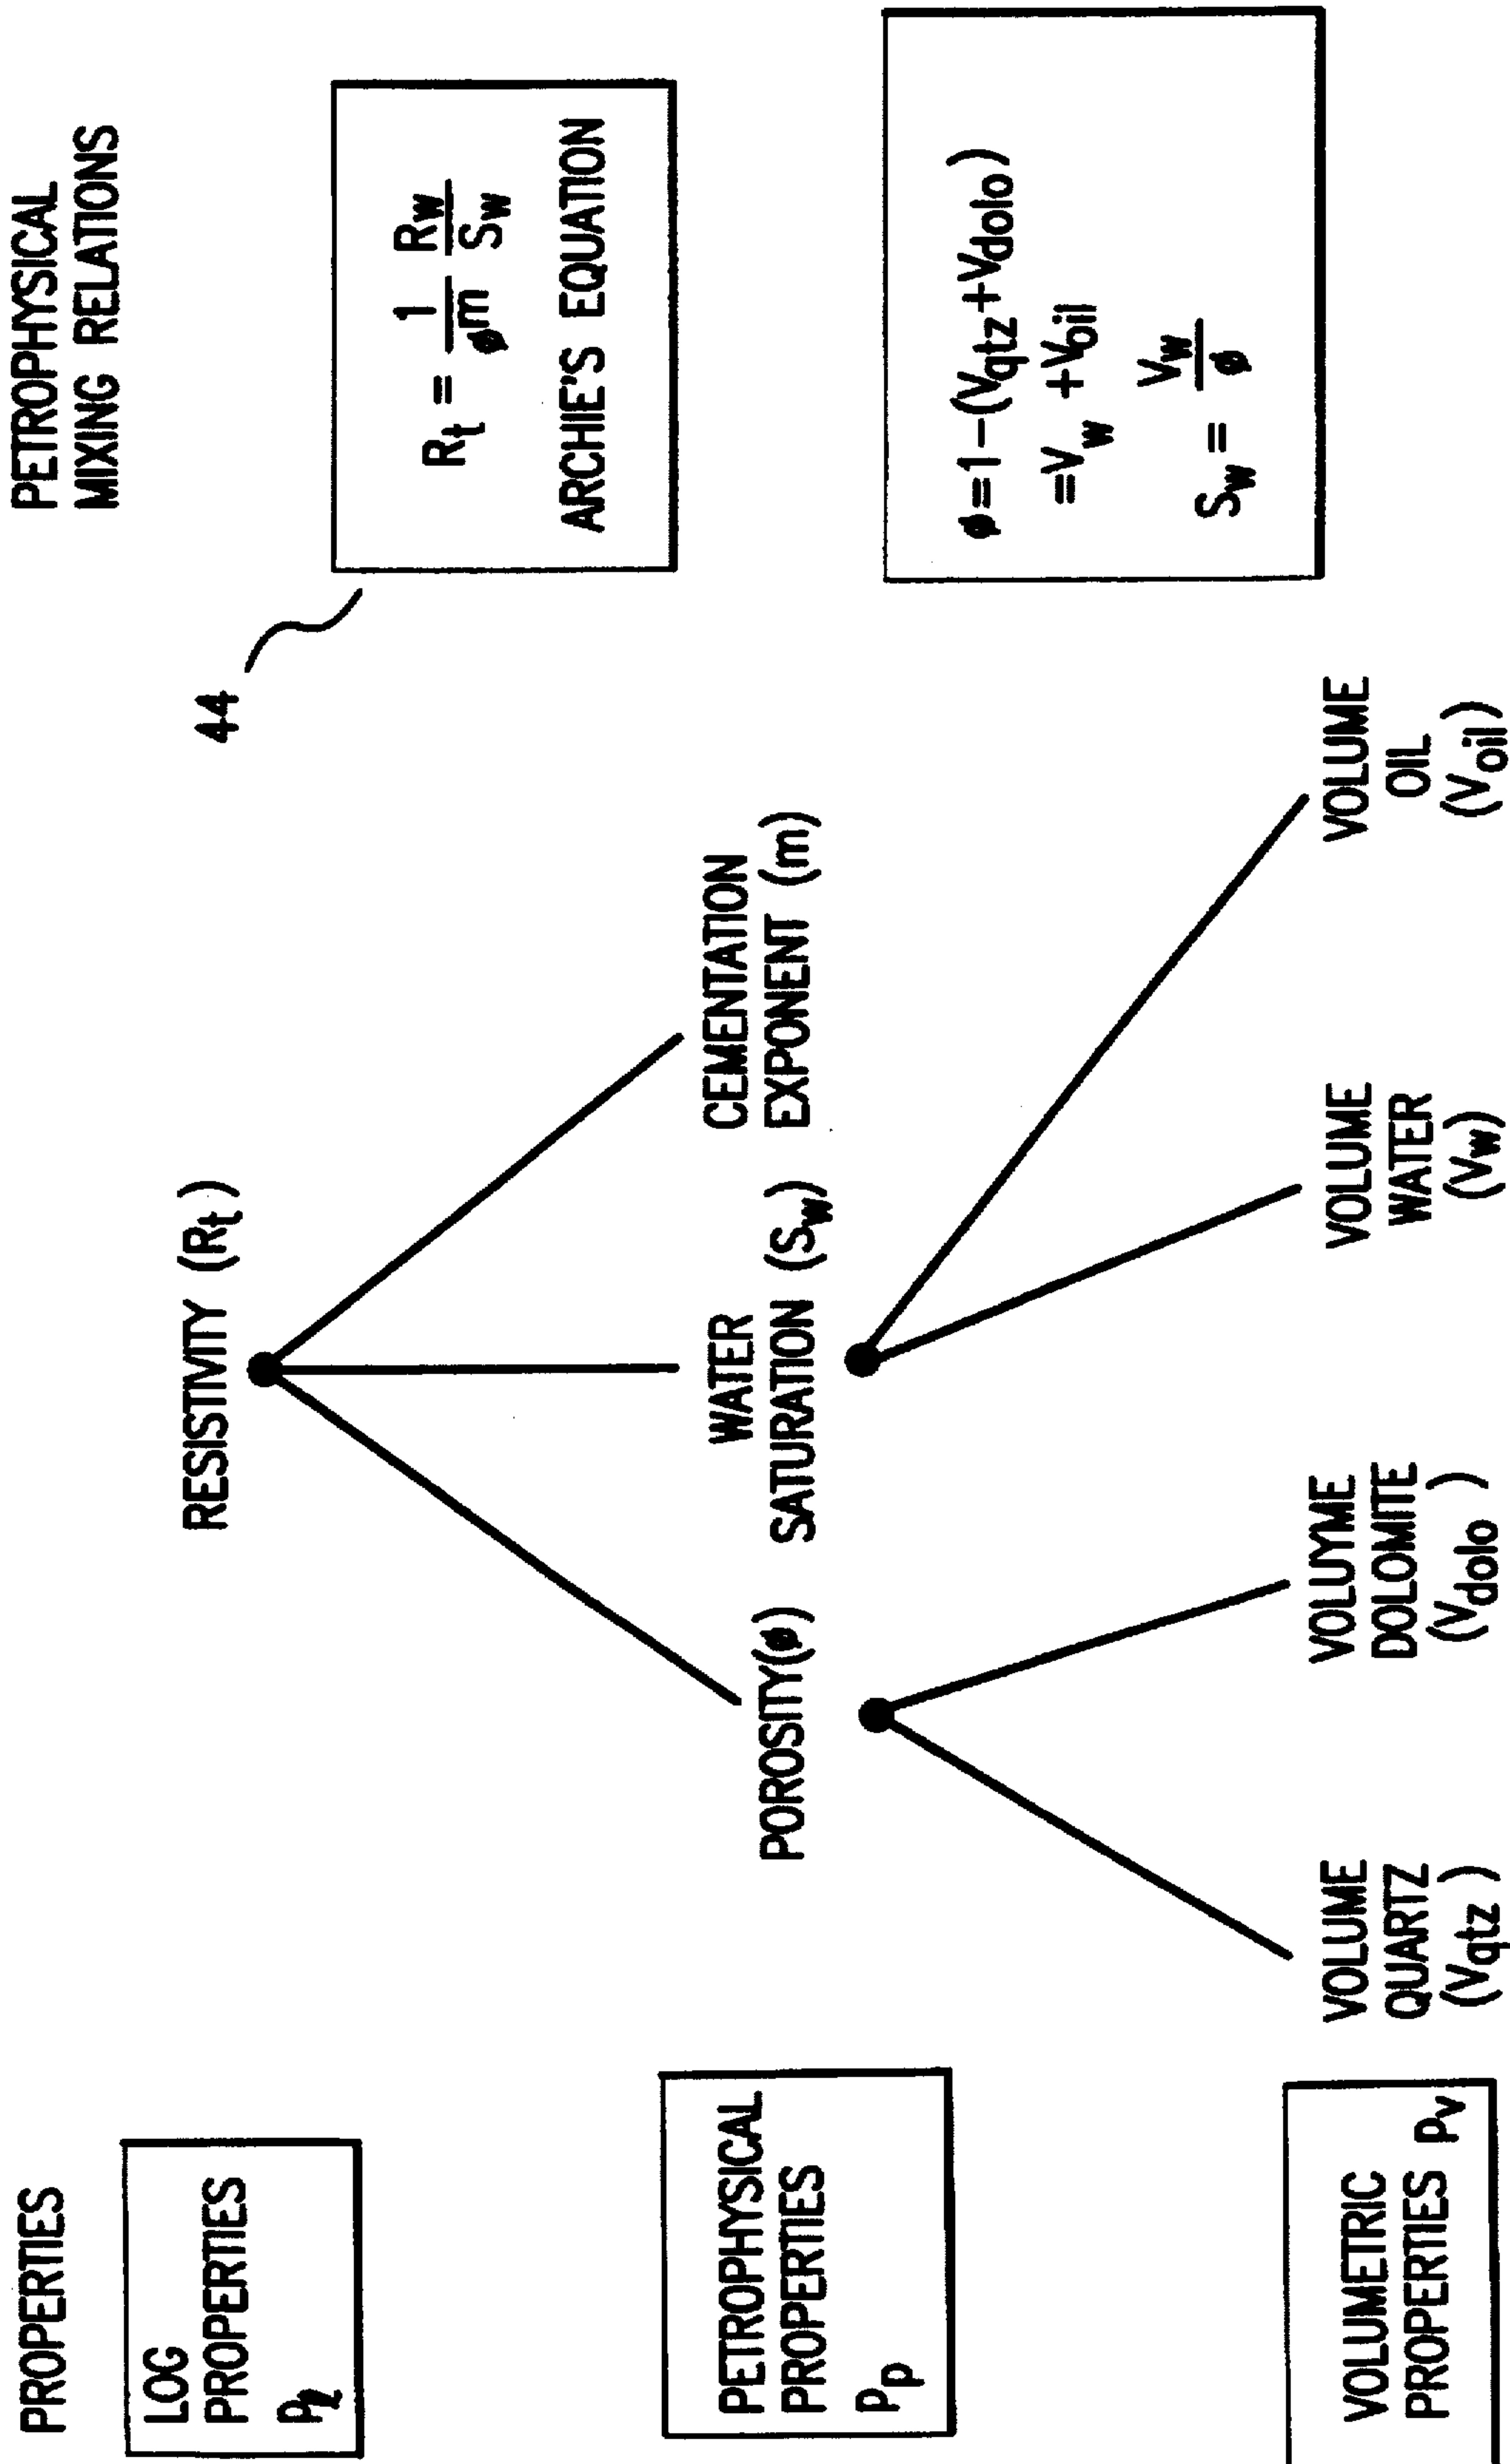 PROPERTIES
PETROPHYSICAL
MIXING RELATIONS
LOG
PROPERTIES
pℓ
RESISTIVITY (Rt)
44
Rt = 1/øm Rw/Sw
ARCHIE'S EQUATION
PETROPHYSICAL
PROPERTIES
Pp
POROSITY(ø)
WATER
SATURATION (Sw)
CEMENTATION
EXPONENT (m)
ø=1-(Vqtz+Vdolo)
=Vw +Voil
Sw = Vw/ø
VOLUMETRIC
PROPERTIES pv
VOLUME
QUARTZ
(Vqtz)
VOLUYME
DOLOMITE
(Vdolo)
VOLUME
WATER
(Vw)
VOLUME
OIL
(Voil)